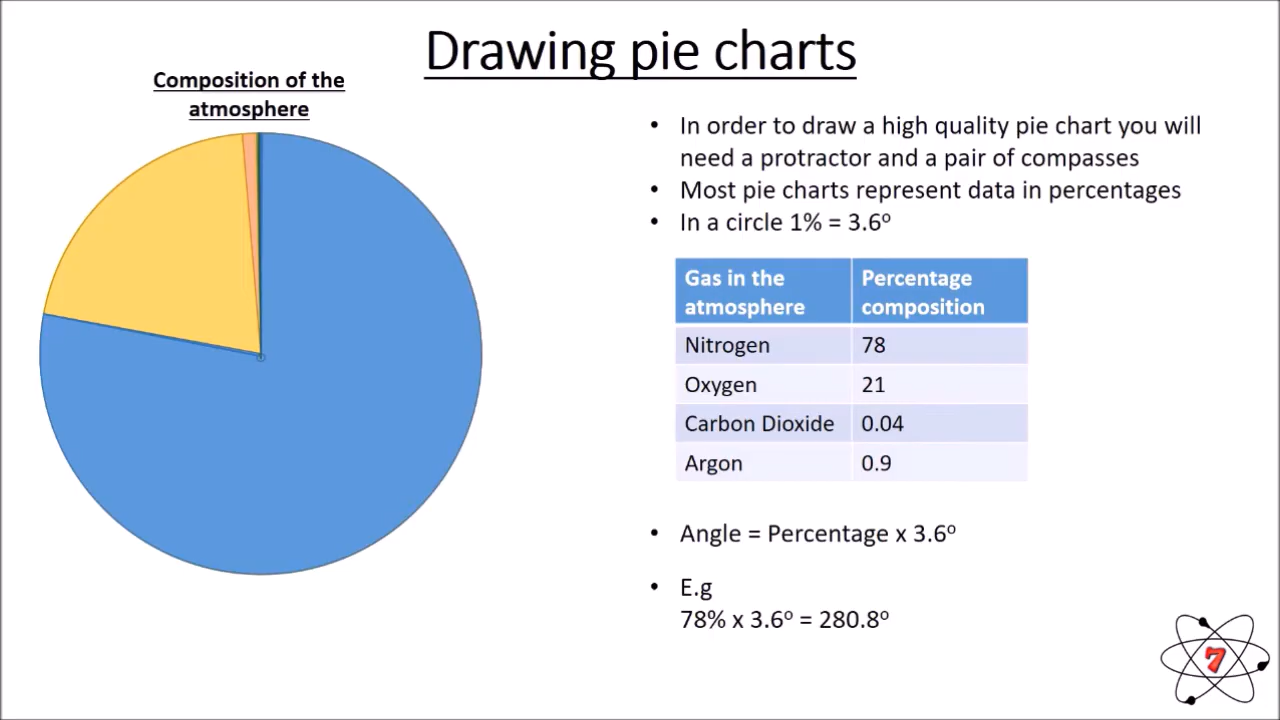 Drawing pie charts
Composition of the
atmosphere
• In order to draw a high quality pie chart you will
need a protractor and a pair of compasses
• Most pie charts represent data in percentages
• In a circle 1% = 3.6º
Gas in the Percentage
atmosphere composition
Nitrogen 78
Oxygen 21
Carbon Dioxide 0.04
Argon 0.9
• Angle = Percentage x 3.6º
• E.g
78% x 3.6º = 280.8º
7